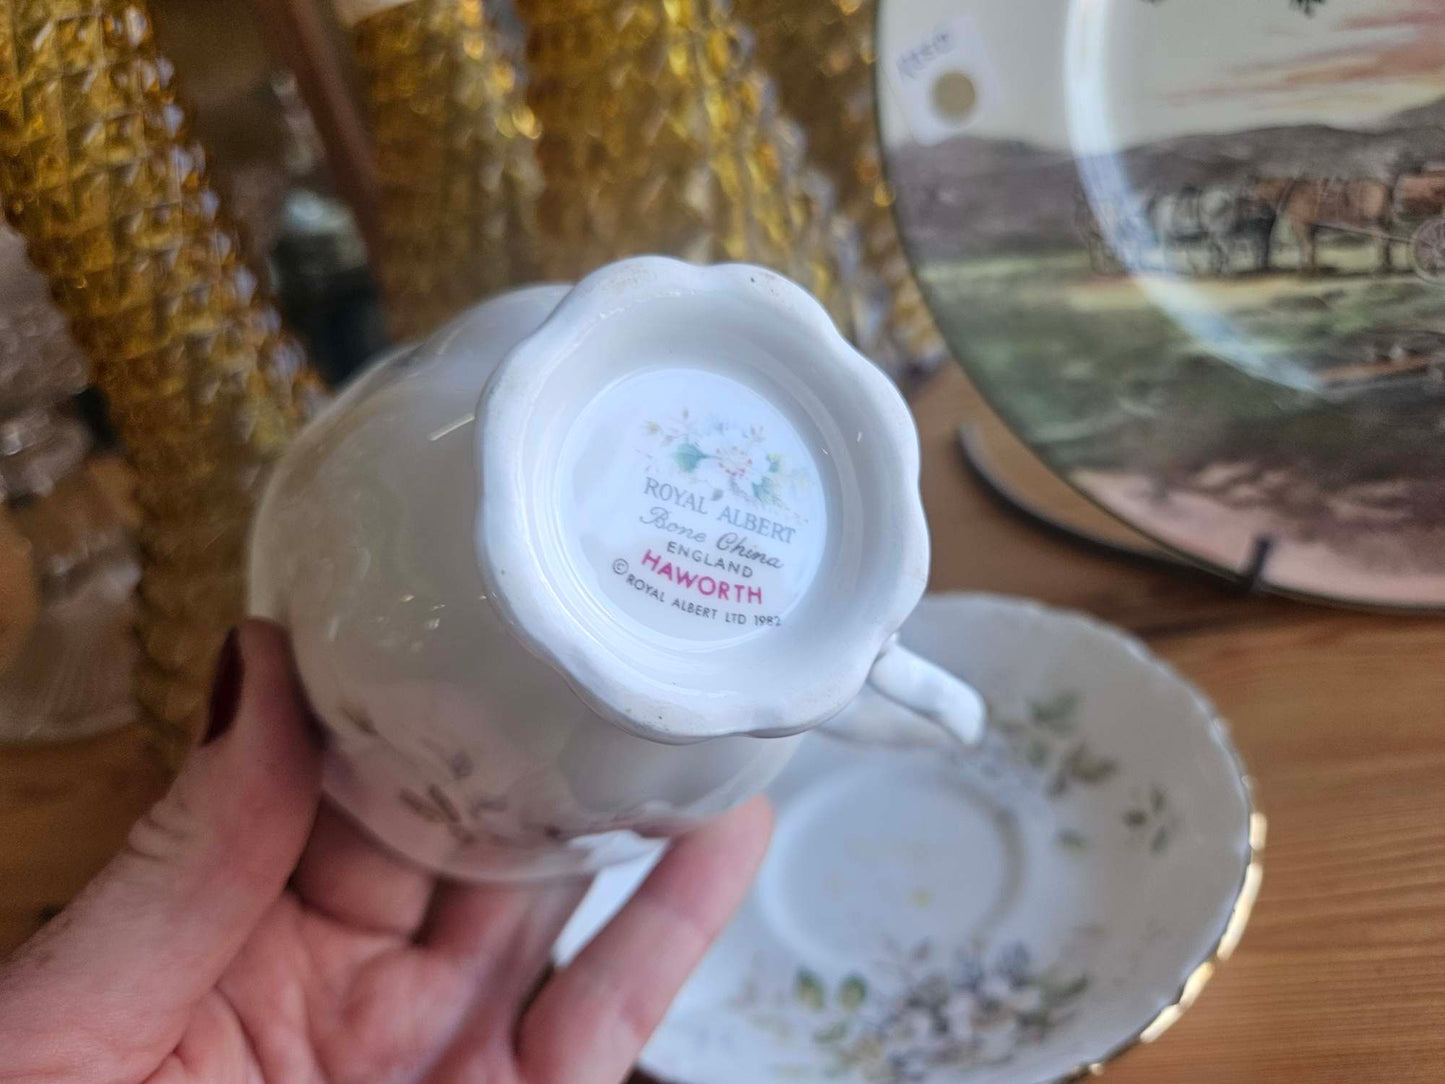 ROYAL ALBERT
Bone China
ENGLAND
HAWORTH
© ROYAL ALBERT LTD 1982